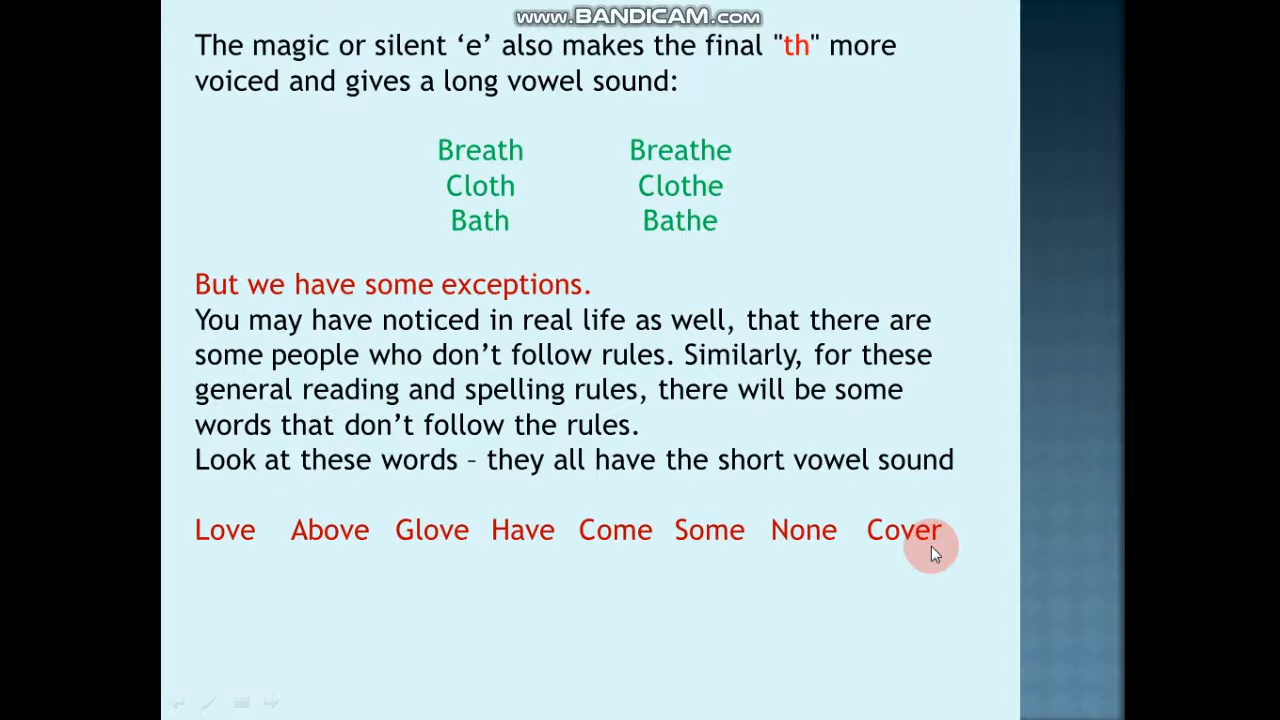 www.BANDICAM.com
The magic or silent ‘e’ also makes the final "th" more
voiced and gives a long vowel sound:
Breath Breathe
Cloth Clothe
Bath Bathe
But we have some exceptions.
You may have noticed in real life as well, that there are
some people who don’t follow rules. Similarly, for these
general reading and spelling rules, there will be some
words that don’t follow the rules.
Look at these words – they all have the short vowel sound
Love Above Glove Have Come Some None Cover